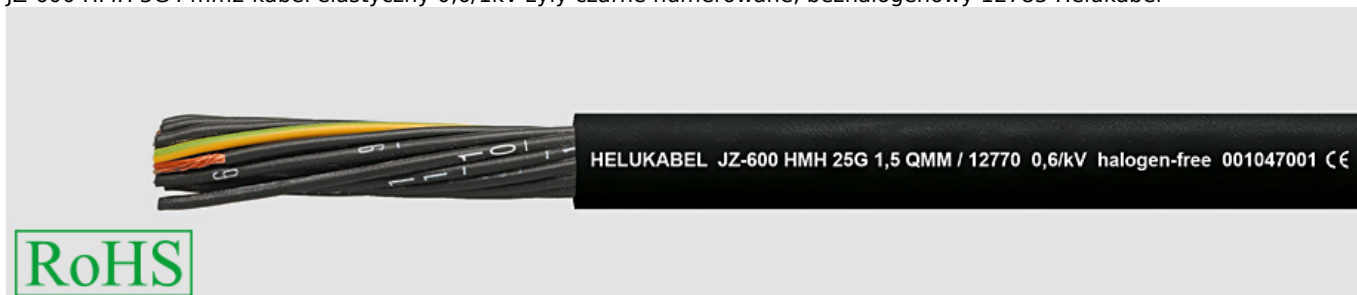 JZ-600 HMH 5G4 mm2 kabel elastyczny 0,6/1kV żyły czarne numerowane, bezhalogenowy 12785 Helukabel
HELUKABEL JZ-600 HMH 25G 1,5 QMM / 12770 0,6/kV halogen-free 001047001 CE
RoHS